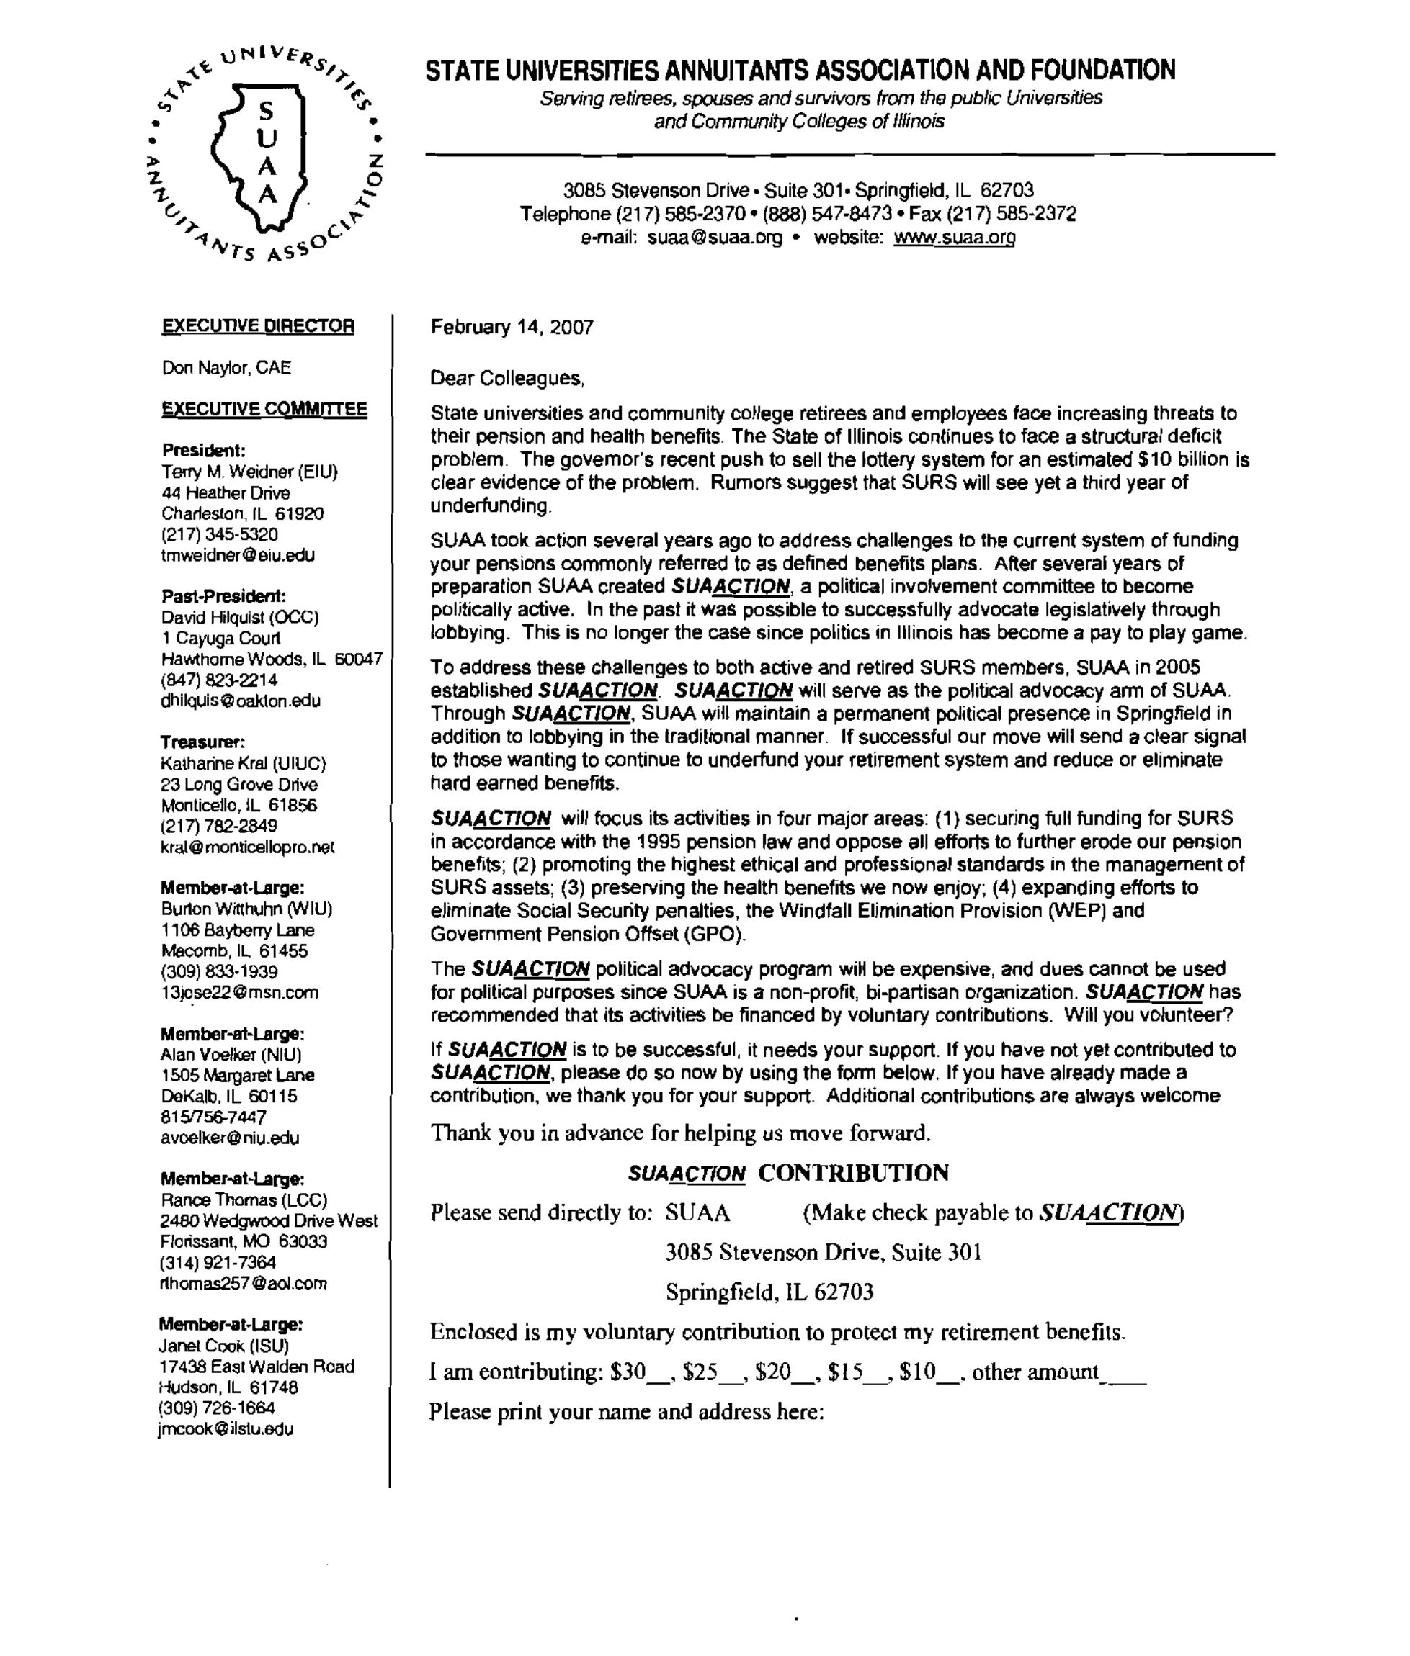 STATE UNIVERSITIES
ANNUITANTS ASSOCIATION
S
U
A
A
STATE UNIVERSITIES ANNUITANTS ASSOCIATION AND FOUNDATION
Serving retirees, spouses and survivors from the public Universities
and Community Colleges of Illinois
3085 Stevenson Drive • Suite 301 • Springfield, IL 62703
Telephone (217) 585-2370 • (888) 547-8473 • Fax (217) 585-2372
e-mail: suaa@suaa.org • website: www.suaa.org
EXECUTIVE DIRECTOR
Don Naylor, CAE
EXECUTIVE COMMITTEE
President:
Terry M. Weidner (EIU)
44 Heather Drive
Charleston, IL 61920
(217) 345-5320
tmweidner@eiu.edu
Past-President:
David Hilquist (OCC)
1 Cayuga Court
Hawthorne Woods, IL 60047
(847) 823-2214
dhilquis@oakton.edu
Treasurer:
Katharine Kral (UIUC)
23 Long Grove Drive
Monticello, IL 61856
(217) 782-2849
kral@monticellopro.net
Member-at-Large:
Burton Witthuhn (WIU)
1106 Bayberry Lane
Macomb, IL 61455
(309) 833-1939
13jose22@msn.com
Member-at-Large:
Alan Voelker (NIU)
1505 Margaret Lane
DeKalb, IL 60115
815/756-7447
avoelker@niu.edu
Member-at-Large:
Rance Thomas (LCC)
2480 Wedgwood Drive West
Florissant, MO 63033
(314) 921-7364
rthomas257@aol.com
Member-at-Large:
Janet Cook (ISU)
17438 East Walden Road
Hudson, IL 61748
(309) 726-1664
jmcook@ilstu.edu
February 14, 2007
Dear Colleagues,
State universities and community college retirees and employees face increasing threats to
their pension and health benefits. The State of Illinois continues to face a structural deficit
problem. The governor's recent push to sell the lottery system for an estimated $10 billion is
clear evidence of the problem. Rumors suggest that SURS will see yet a third year of
underfunding.
SUAA took action several years ago to address challenges to the current system of funding
your pensions commonly referred to as defined benefits plans. After several years of
preparation SUAA created SUAACTION, a political involvement committee to become
politically active. In the past it was possible to successfully advocate legislatively through
lobbying. This is no longer the case since politics in Illinois has become a pay to play game.
To address these challenges to both active and retired SURS members, SUAA in 2005
established SUAACTION. SUAACTION will serve as the political advocacy arm of SUAA.
Through SUAACTION, SUAA will maintain a permanent political presence in Springfield in
addition to lobbying in the traditional manner. If successful our move will send a clear signal
to those wanting to continue to underfund your retirement system and reduce or eliminate
hard earned benefits.
SUAACTION will focus its activities in four major areas: (1) securing full funding for SURS
in accordance with the 1995 pension law and oppose all efforts to further erode our pension
benefits; (2) promoting the highest ethical and professional standards in the management of
SURS assets; (3) preserving the health benefits we now enjoy; (4) expanding efforts to
eliminate Social Security penalties, the Windfall Elimination Provision (WEP) and
Government Pension Offset (GPO).
The SUAACTION political advocacy program will be expensive, and dues cannot be used
for political purposes since SUAA is a non-profit, bi-partisan organization. SUAACTION has
recommended that its activities be financed by voluntary contributions. Will you volunteer?
If SUAACTION is to be successful, it needs your support. If you have not yet contributed to
SUAACTION, please do so now by using the form below. If you have already made a
contribution, we thank you for your support. Additional contributions are always welcome
Thank you in advance for helping us move forward.
SUAACTION CONTRIBUTION
Please send directly to: SUAA (Make check payable to SUAACTION)
3085 Stevenson Drive, Suite 301
Springfield, IL 62703
Enclosed is my voluntary contribution to protect my retirement benefits.
I am contributing: $30__, $25__, $20__, $15__, $10__, other amount____
Please print your name and address here: